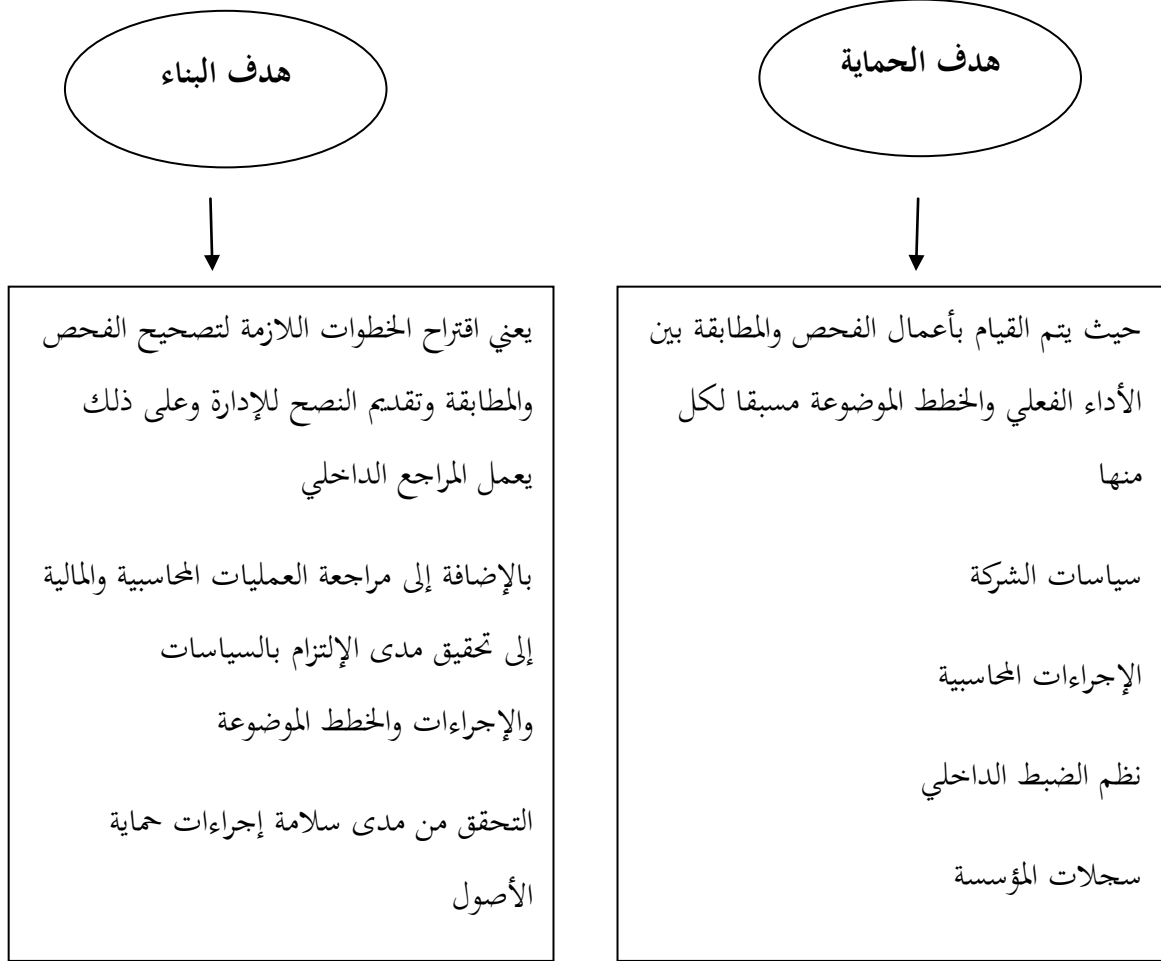 هدف الحماية
حيث يتم القيام بأعمال الفحص والمطابقة بين
الأداء الفعلي والخطط الموضوعة مسبقا لكل
منها
سياسات الشركة
الإجراءات المحاسبية
نظم الضبط الداخلي
سجلات المؤسسة
هدف البناء
يعني اقتراح الخطوات اللازمة لتصحيح الفحص
والمطابقة وتقديم النصح للإدارة وعلى ذلك
يعمل المراجع الداخلي
بالإضافة إلى مراجعة العمليات المحاسبية والمالية
إلى تحقيق مدى الإلتزام بالسياسات
والإجراءات والخطط الموضوعة
التحقق من مدى سلامة إجراءات حماية
الأصول